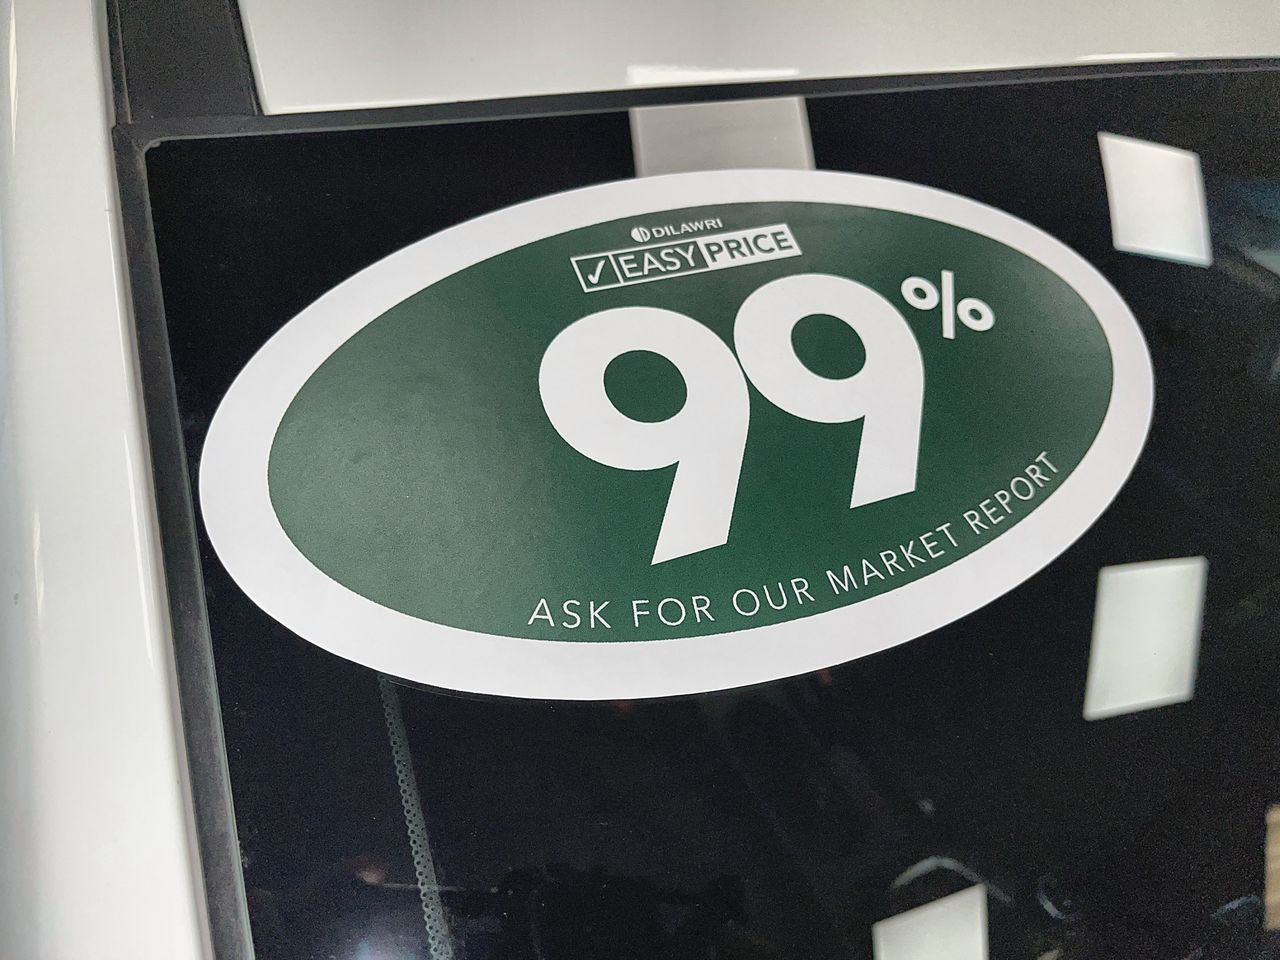 DILAWRI
✓ EASY PRICE
99%
ASK FOR OUR MARKET REPORT